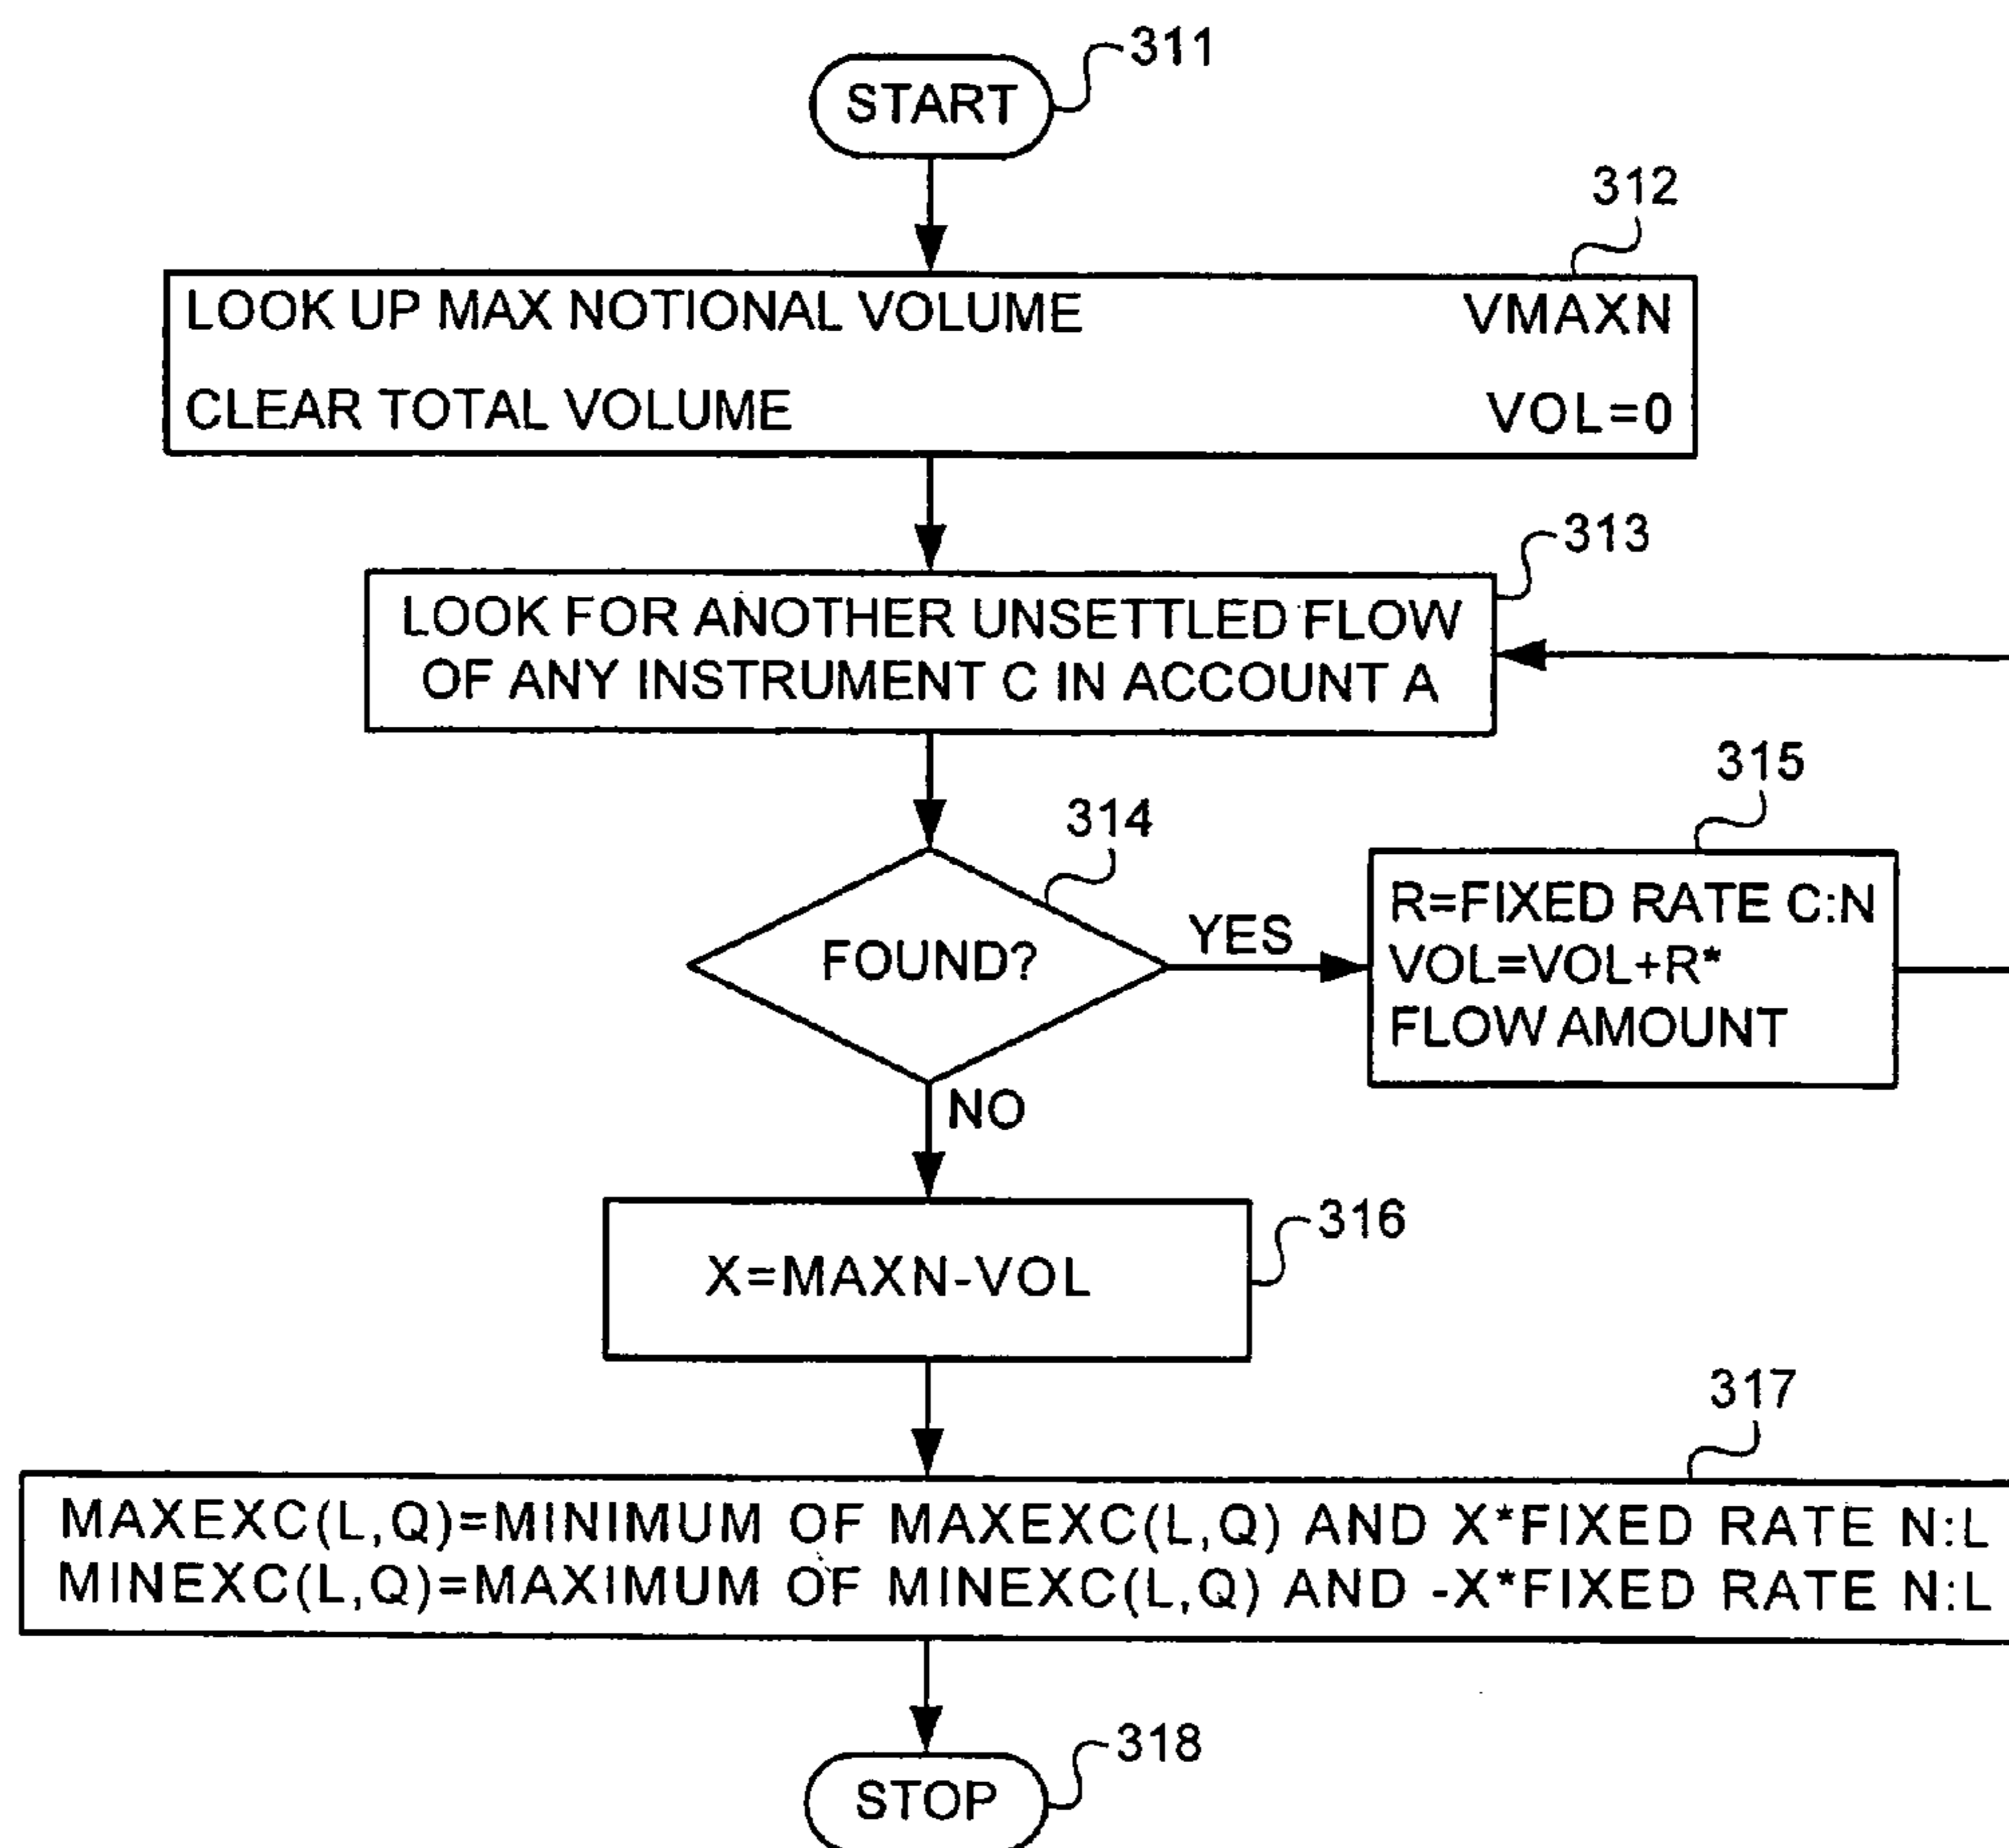 311
START
312
LOOK UP MAX NOTIONAL VOLUME VMAXN
CLEAR TOTAL VOLUME VOL=0
313
LOOK FOR ANOTHER UNSETTLED FLOW
OF ANY INSTRUMENT C IN ACCOUNT A
314
FOUND?
YES
315
R=FIXED RATE C:N
VOL=VOL+R*
FLOW AMOUNT
NO
316
X=MAXN-VOL
317
MAXEXC(L,Q)=MINIMUM OF MAXEXC(L,Q) AND X*FIXED RATE N:L
MINEXC(L,Q)=MAXIMUM OF MINEXC(L,Q) AND -X*FIXED RATE N:L
318
STOP